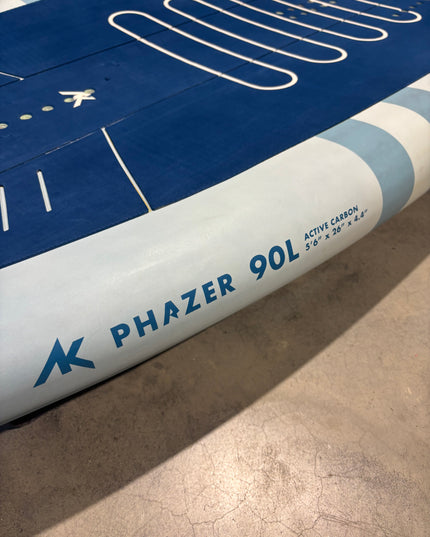 AK PHAZER 90L
ACTIVE CARBON
5'6" x 26" x 4.4"